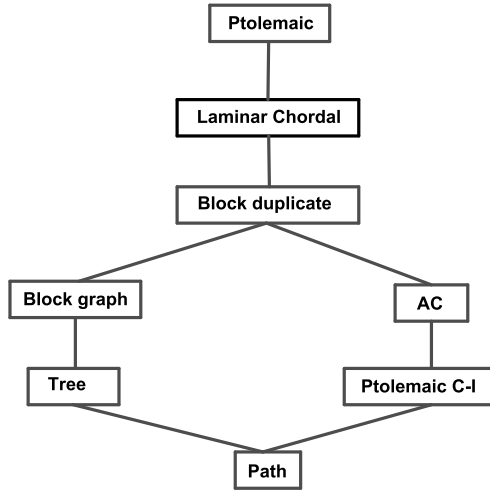 Ptolemaic
Laminar Chordal
Block duplicate
Block graph
AC
Tree
Ptolemaic C-I
Path